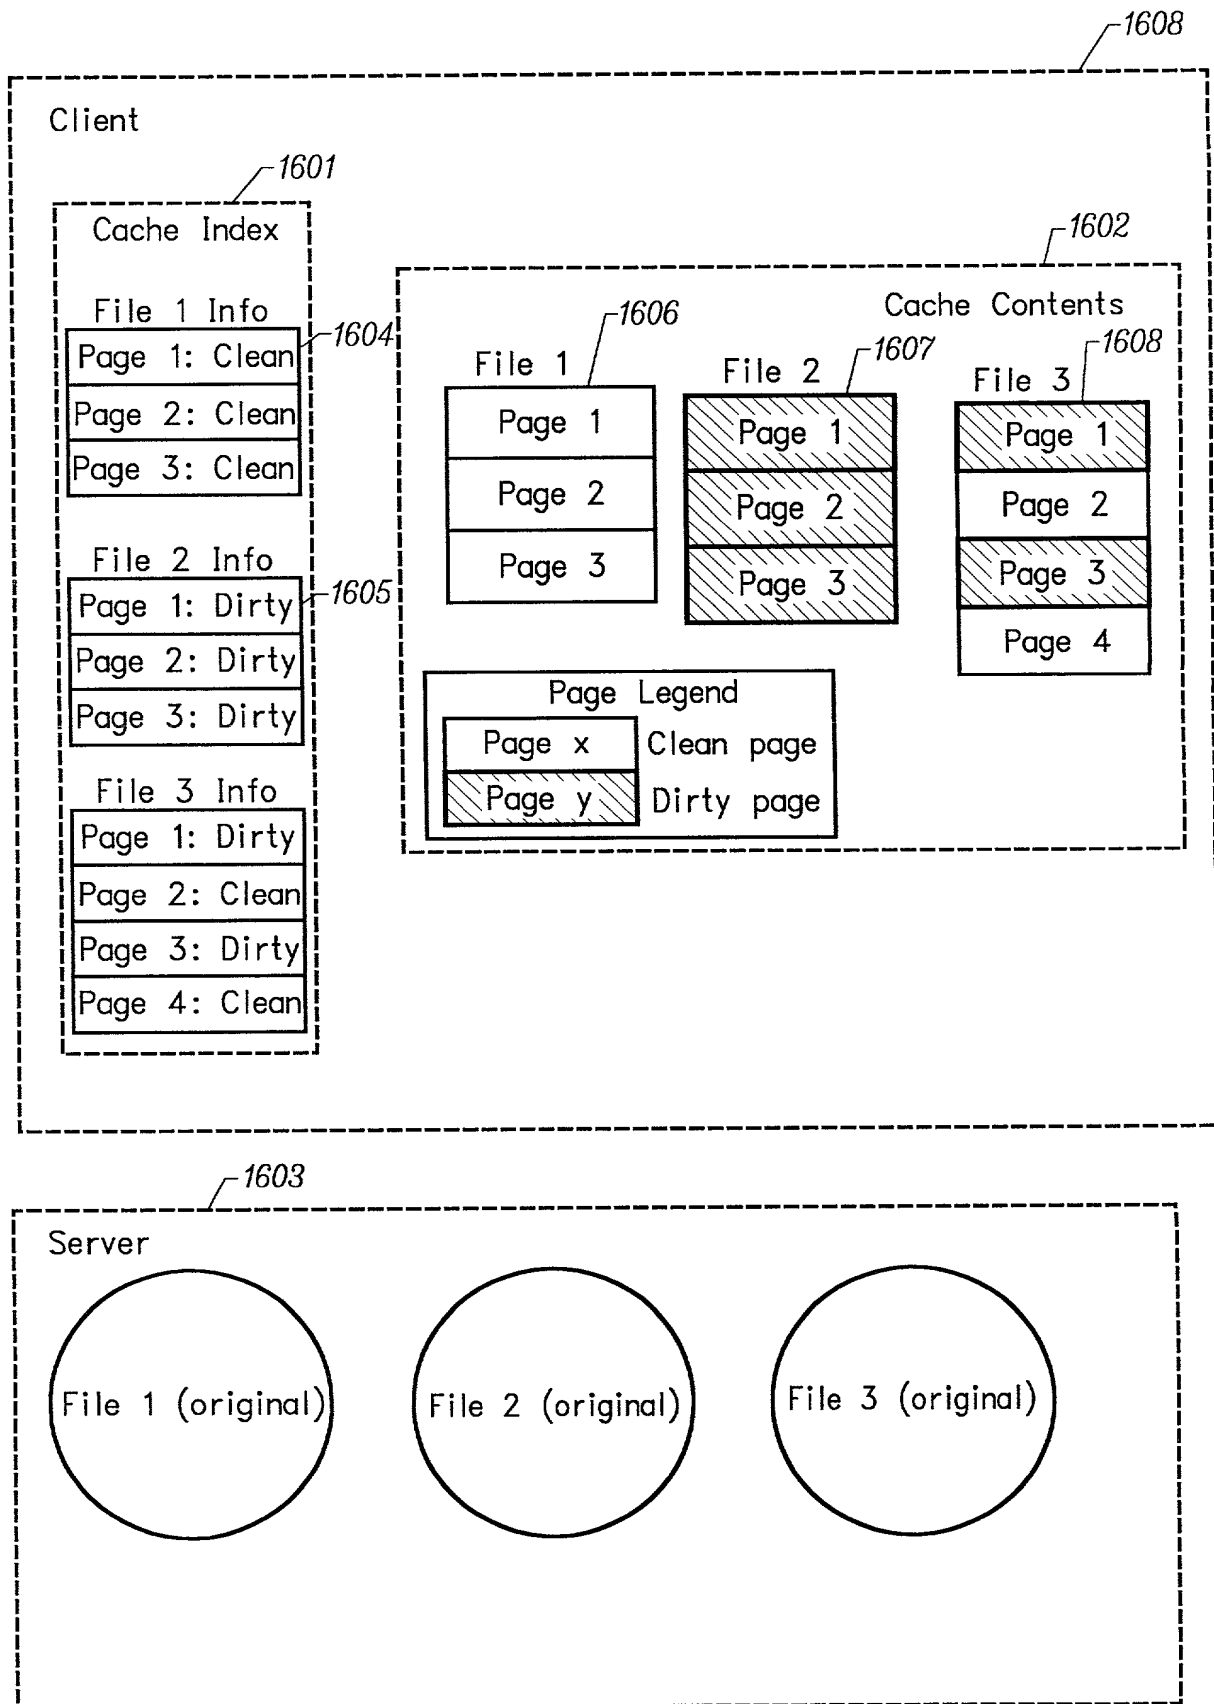 1608
Client
1601
Cache Index
File 1 Info
Page 1: Clean
1604
Page 2: Clean
Page 3: Clean
File 2 Info
Page 1: Dirty
1605
Page 2: Dirty
Page 3: Dirty
File 3 Info
Page 1: Dirty
Page 2: Clean
Page 3: Dirty
Page 4: Clean
1602
Cache Contents
1606
File 1
Page 1
Page 2
Page 3
1607
File 2
Page 1
Page 2
Page 3
1608
File 3
Page 1
Page 2
Page 3
Page 4
Page Legend
Page x Clean page
Page y Dirty page
1603
Server
File 1 (original)
File 2 (original)
File 3 (original)